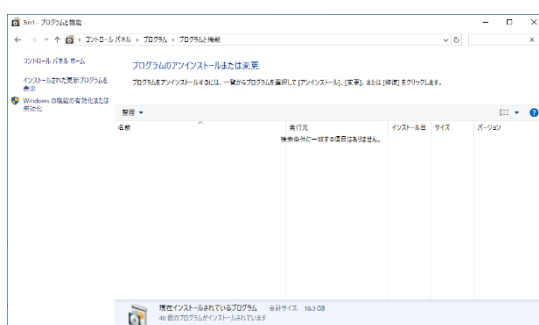 3in1 - プログラムと機能
コントロール パネル › プログラム › プログラムと機能
コントロール パネル ホーム
インストールされた更新プログラムを
表示
Windows の機能の有効化または
無効化
プログラムのアンインストールまたは変更
プログラムをアンインストールするには、一覧からプログラムを選択して [アンインストール]、[変更]、または [修復] をクリックします。
整理
名前 発行元 インストール日 サイズ バージョン
検索条件に一致する項目はありません。
現在インストールされているプログラム 合計サイズ: 16.3 GB
48 個のプログラムがインストールされています